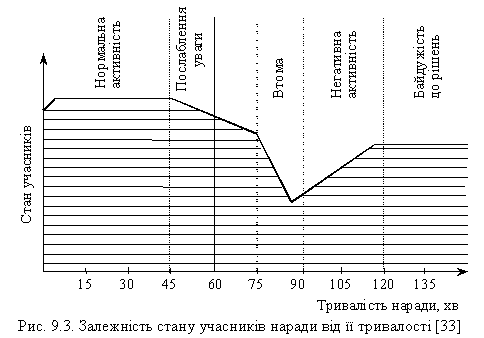 Нормальна
активність
Послаблення
уваги
Втома
Негативна
активність
Байдужість
до рішень
Стан учасників
15 30 45 60 75 90 105 120 135
Тривалість наради, хв
Рис. 9.3. Залежність стану учасників наради від її тривалості [33]